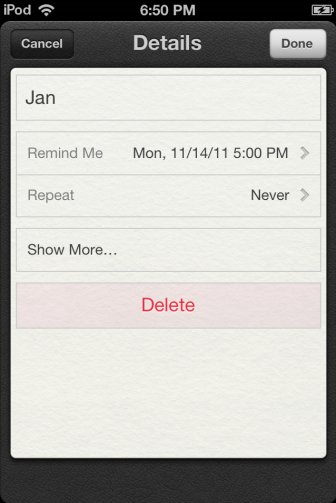 iPod 6:50 PM
Cancel Details Done
Jan
Remind Me Mon, 11/14/11 5:00 PM
Repeat Never
Show More...
Delete